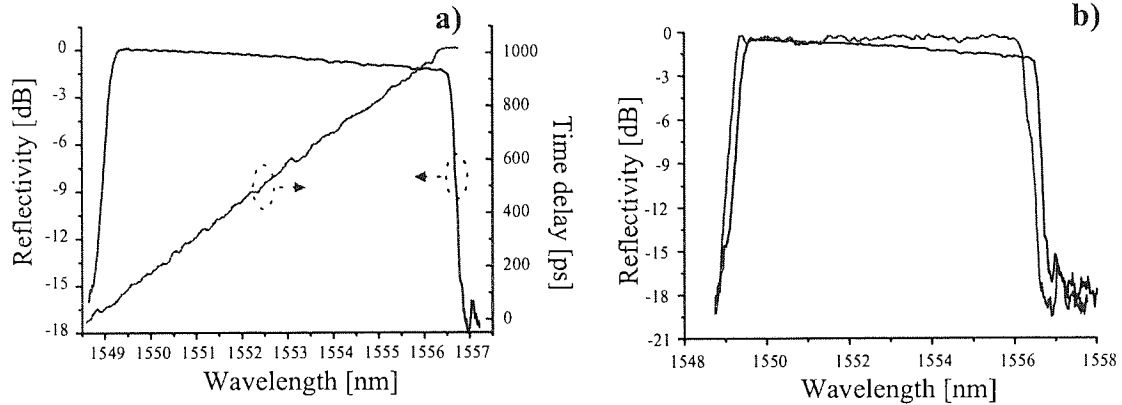 a)
0
-3
-6
-9
-12
-15
-18
Reflectivity [dB]
1000
800
600
400
200
0
Time delay [ps]
1549 1550 1551 1552 1553 1554 1555 1556 1557
Wavelength [nm]
b)
0
-3
-6
-9
-12
-15
-18
-21
Reflectivity [dB]
1548 1550 1552 1554 1556 1558
Wavelength [nm]